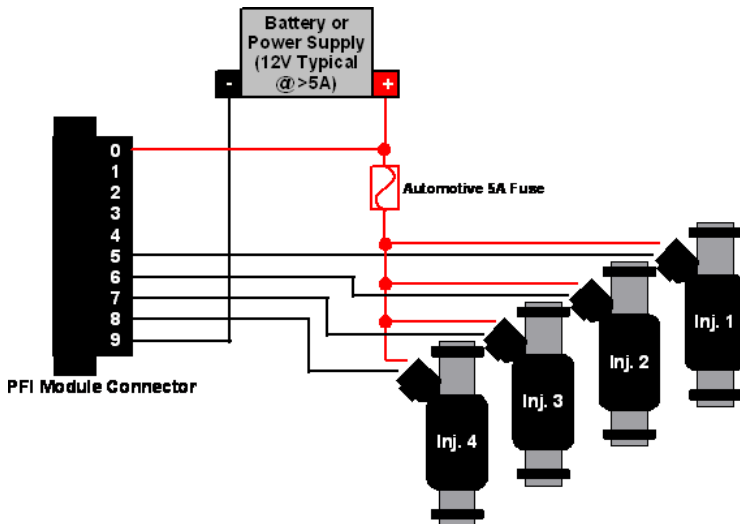 Battery or
Power Supply
(12V Typical
@>5A)
- +
0
1
2
3
4
5
6
7
8
9
Automotive 5A Fuse
PFI Module Connector
Inj. 1
Inj. 2
Inj. 3
Inj. 4